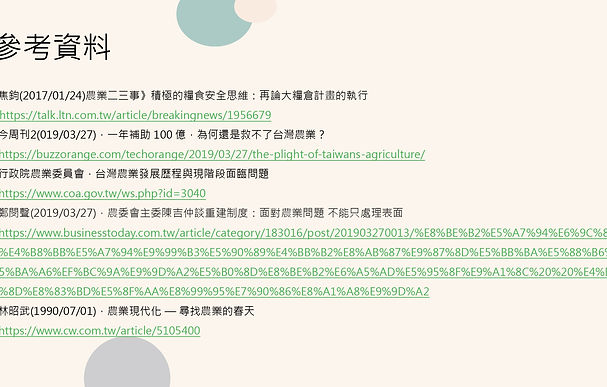 參考資料
焦鈞(2017/01/24)農業二三事》積極的糧食安全思維：再論大糧倉計畫的執行
https://talk.ltn.com.tw/article/breakingnews/1956679
今周刊2(019/03/27)．一年補助 100 億，為何還是救不了台灣農業？
https://buzzorange.com/techorange/2019/03/27/the-plight-of-taiwans-agriculture/
行政院農業委員會．台灣農業發展歷程與現階段面臨問題
https://www.coa.gov.tw/ws.php?id=3040
鄭閔聲(2019/03/27)．農委會主委陳吉仲談重建制度：面對農業問題 不能只處理表面
https://www.businesstoday.com.tw/article/category/183016/post/201903270013/%E8%BE%B2%E5%A7%94%E6%9C%8
%E4%B8%BB%E5%A7%94%E9%99%B3%E5%90%89%E4%BB%B2%E8%AB%87%E9%87%8D%E5%BB%BA%E5%88%B6%
5%BA%A6%EF%BC%9A%E9%9D%A2%E5%B0%8D%E8%BE%B2%E6%A5%AD%E5%95%8F%E9%A1%8C%20%20%E4%
%8D%E8%83%BD%E5%8F%AA%E8%99%95%E7%90%86%E8%A1%A8%E9%9D%A2
林昭武(1990/07/01)．農業現代化 — 尋找農業的春天
https://www.cw.com.tw/article/5105400